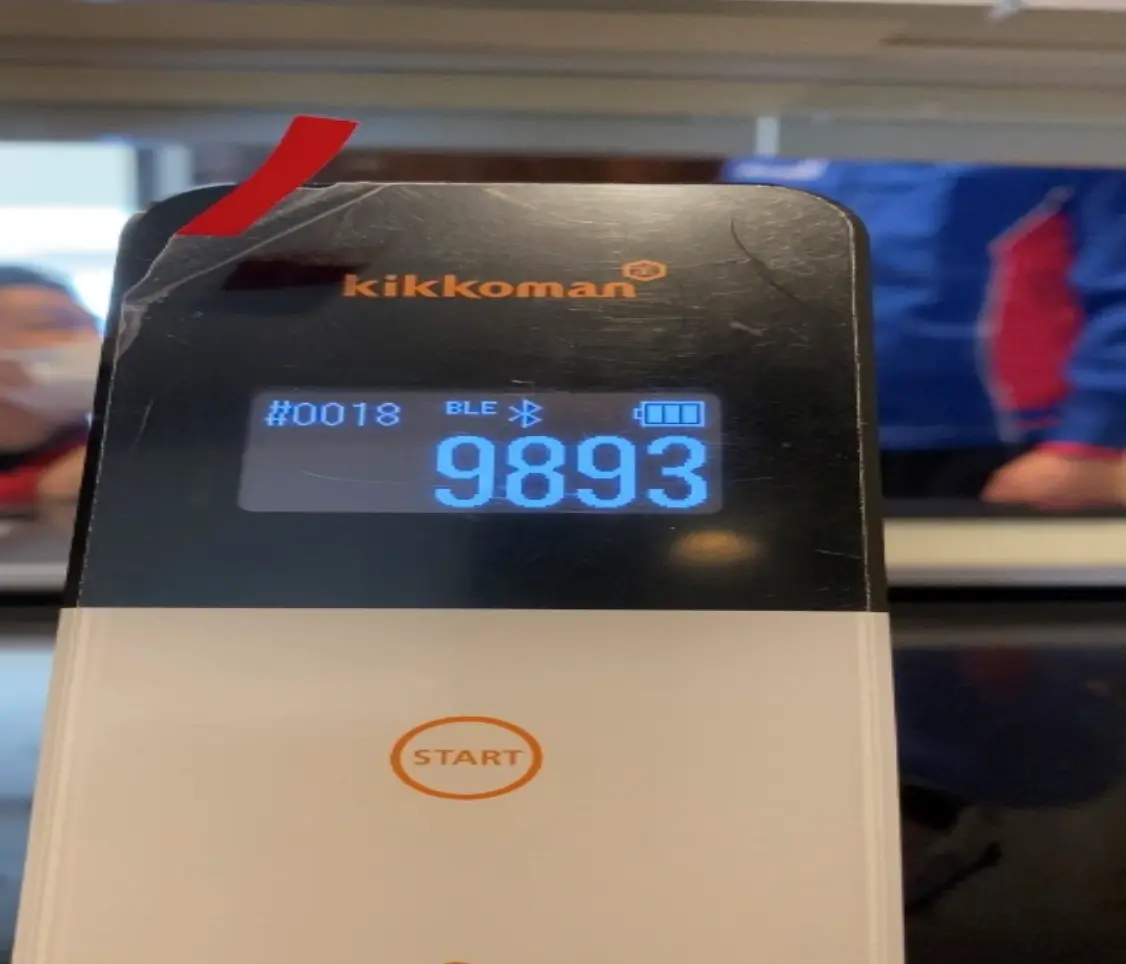 kikkoman
#0018 BLE
9893
START